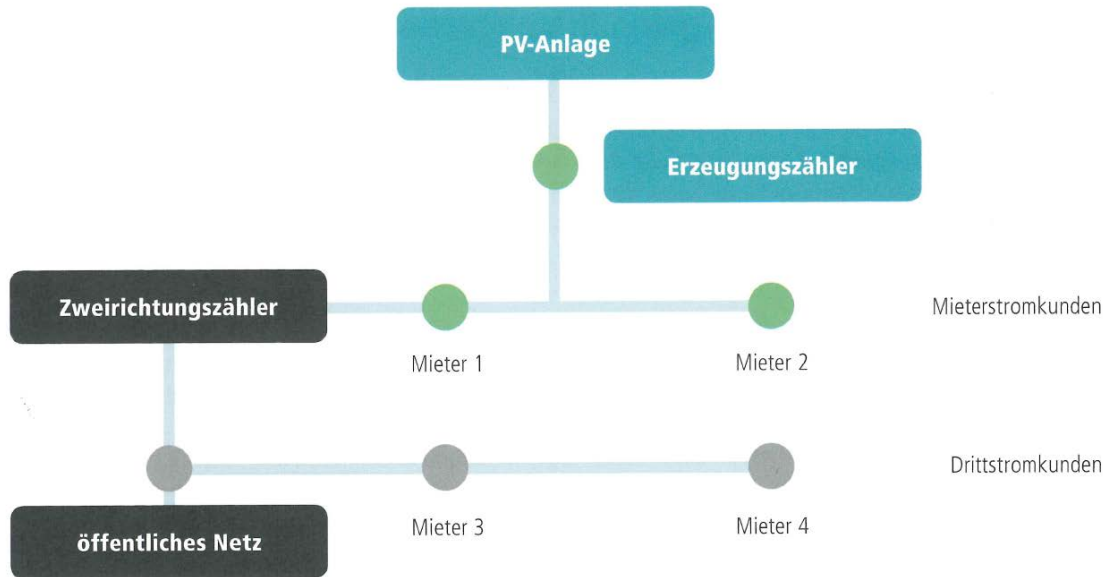 PV-Anlage
Erzeugungszähler
Zweirichtungszähler
Mieterstromkunden
Mieter 1
Mieter 2
Drittstromkunden
Mieter 3
Mieter 4
öffentliches Netz